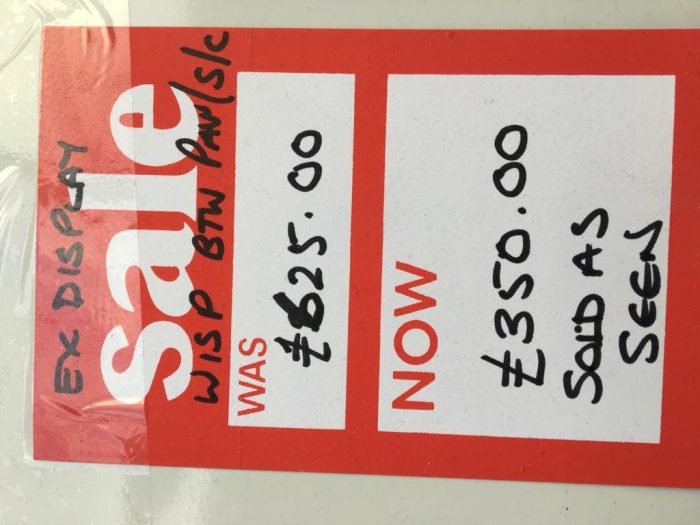 EX DISPLAY
sale
WISP BTW PAN/S/C
WAS
£625.00
NOW
£350.00
SOLD AS
SEEN